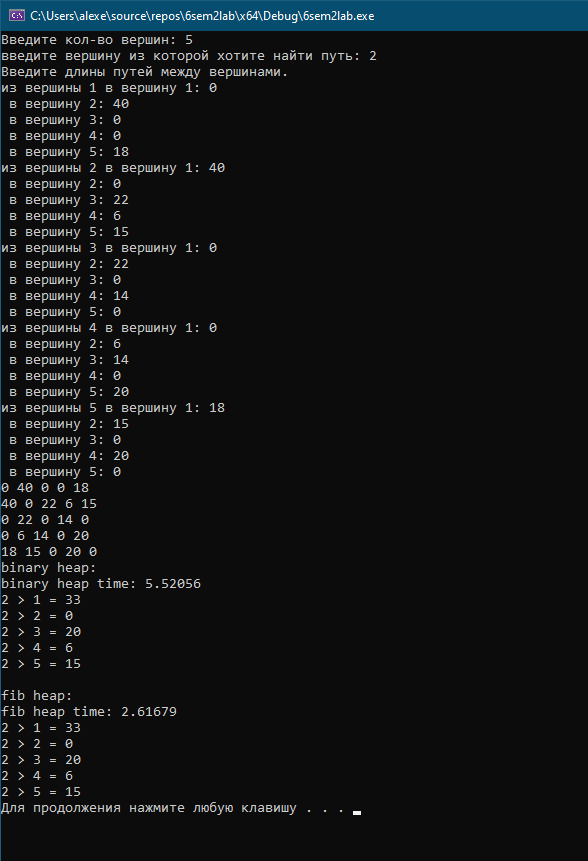 C:\Users\alexe\source\repos\6sem2lab\x64\Debug\6sem2lab.exe
Введите кол-во вершин: 5
введите вершину из которой хотите найти путь: 2
Введите длины путей между вершинами.
из вершины 1 в вершину 1: 0
в вершину 2: 40
в вершину 3: 0
в вершину 4: 0
в вершину 5: 18
из вершины 2 в вершину 1: 40
в вершину 2: 0
в вершину 3: 22
в вершину 4: 6
в вершину 5: 15
из вершины 3 в вершину 1: 0
в вершину 2: 22
в вершину 3: 0
в вершину 4: 14
в вершину 5: 0
из вершины 4 в вершину 1: 0
в вершину 2: 6
в вершину 3: 14
в вершину 4: 0
в вершину 5: 20
из вершины 5 в вершину 1: 18
в вершину 2: 15
в вершину 3: 0
в вершину 4: 20
в вершину 5: 0
0 40 0 0 18
40 0 22 6 15
0 22 0 14 0
0 6 14 0 20
18 15 0 20 0
binary heap:
binary heap time: 5.52056
2 > 1 = 33
2 > 2 = 0
2 > 3 = 20
2 > 4 = 6
2 > 5 = 15
fib heap:
fib heap time: 2.61679
2 > 1 = 33
2 > 2 = 0
2 > 3 = 20
2 > 4 = 6
2 > 5 = 15
Для продолжения нажмите любую клавишу . . .